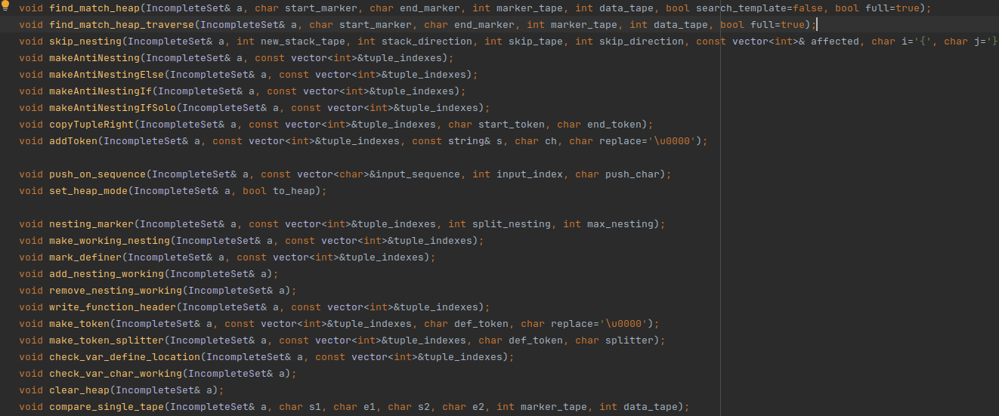 void find_match_heap(IncompleteSet& a, char start_marker, char end_marker, int marker_tape, int data_tape, bool search_template=false, bool full=true);
void find_match_heap_traverse(IncompleteSet& a, char start_marker, char end_marker, int marker_tape, int data_tape, bool full=true);
void skip_nesting(IncompleteSet& a, int new_stack_tape, int stack_direction, int skip_tape, int skip_direction, const vector<int>& affected, char i='{', char j='}
void makeAntiNesting(IncompleteSet& a, const vector<int>&tuple_indexes);
void makeAntiNestingElse(IncompleteSet& a, const vector<int>&tuple_indexes);
void makeAntiNestingIf(IncompleteSet& a, const vector<int>&tuple_indexes);
void makeAntiNestingIfSolo(IncompleteSet& a, const vector<int>&tuple_indexes);
void copyTupleRight(IncompleteSet& a, const vector<int>&tuple_indexes, char start_token, char end_token);
void addToken(IncompleteSet& a, const vector<int>&tuple_indexes, const string& s, char ch, char replace='\u0000');
void push_on_sequence(IncompleteSet& a, const vector<char>&input_sequence, int input_index, char push_char);
void set_heap_mode(IncompleteSet& a, bool to_heap);
void nesting_marker(IncompleteSet& a, const vector<int>&tuple_indexes, int split_nesting, int max_nesting);
void make_working_nesting(IncompleteSet& a, const vector<int>&tuple_indexes);
void mark_definer(IncompleteSet& a, const vector<int>&tuple_indexes);
void add_nesting_working(IncompleteSet& a);
void remove_nesting_working(IncompleteSet& a);
void write_function_header(IncompleteSet& a, const vector<int>&tuple_indexes);
void make_token(IncompleteSet& a, const vector<int>&tuple_indexes, char def_token, char replace='\u0000');
void make_token_splitter(IncompleteSet& a, const vector<int>&tuple_indexes, char def_token, char splitter);
void check_var_define_location(IncompleteSet& a, const vector<int>&tuple_indexes);
void check_var_char_working(IncompleteSet& a);
void clear_heap(IncompleteSet& a);
void compare_single_tape(IncompleteSet& a, char s1, char e1, char s2, char e2, int marker_tape, int data_tape);